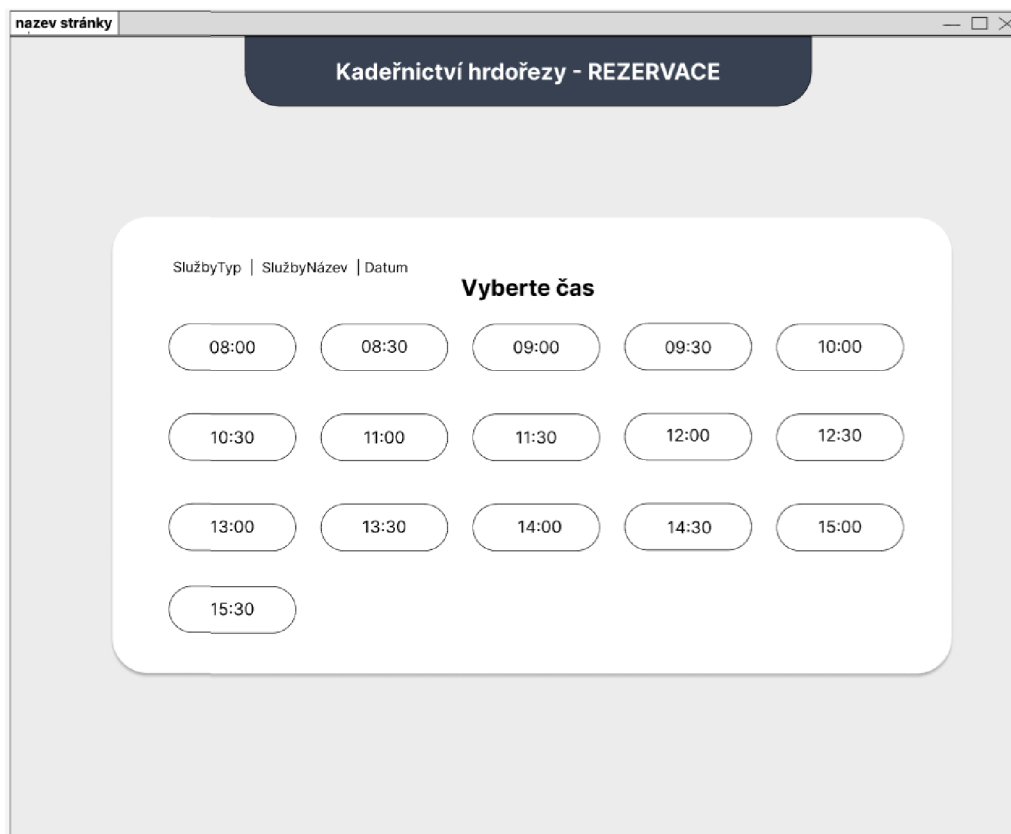 nazev stránky
Kadeřnictví hrdořezy - REZERVACE
SlužbyTyp | SlužbyNázev | Datum
Vyberte čas
08:00 08:30 09:00 09:30 10:00
10:30 11:00 11:30 12:00 12:30
13:00 13:30 14:00 14:30 15:00
15:30